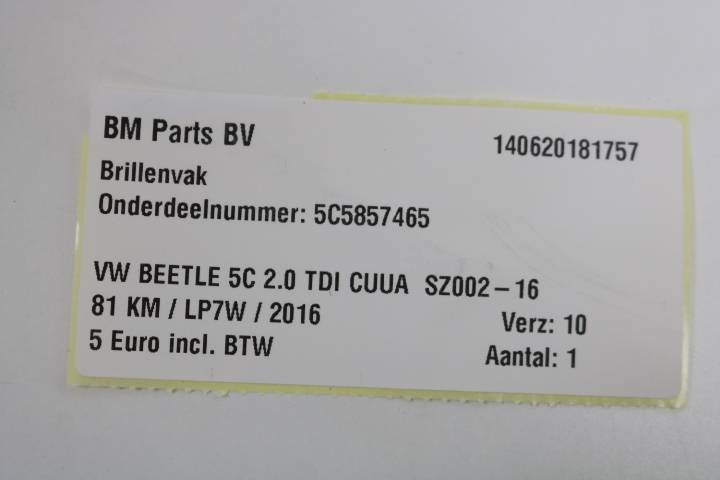 BM Parts BV 140620181757
Brillenvak
Onderdeelnummer: 5C5857465
VW BEETLE 5C 2.0 TDI CUUA SZ002-16
81 KM / LP7W / 2016 Verz: 10
5 Euro incl. BTW Aantal: 1